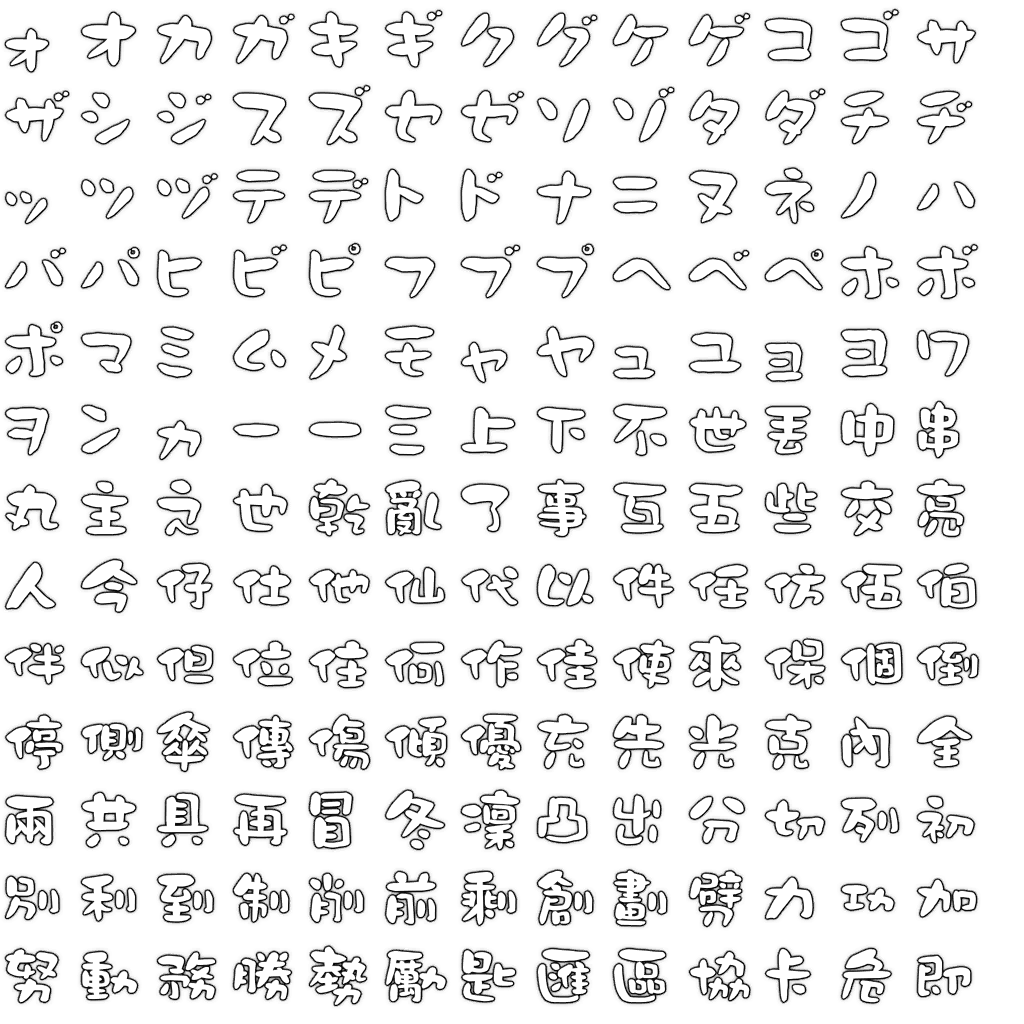 ォオカガキギクグケゲコゴサ
ザシジスズセゼソゾタダチヂ
ッツヅテデトドナニヌネノハ
バパヒビピフブプヘベペホボ
ポマミムメモャヤュユョヨワ
ヲンヵ一一三上下不世丟中串
丸主之也乾亂了事互五些交亮
人今仔仕他仙代以件任仿伍伯
伴似但位住何作佳使來保個倒
停側傘傳傷傾優充先光克內全
兩共具再冒冬凜凸出分切列初
別利到制削前剩創劃劈力功加
努動務勝勢勵匙匯區協卡危即